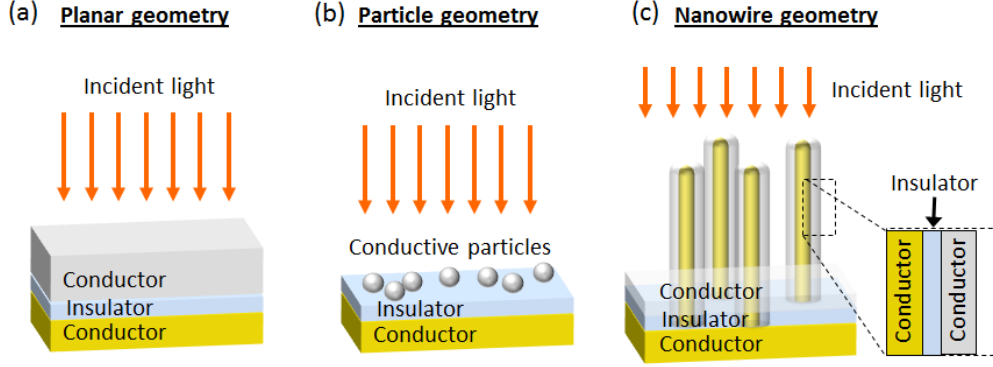 (a) Planar geometry
Incident light
Conductor
Insulator
Conductor
(b) Particle geometry
Incident light
Conductive particles
Insulator
Conductor
(c) Nanowire geometry
Incident light
Conductor
Insulator
Conductor
Insulator
Conductor
Conductor